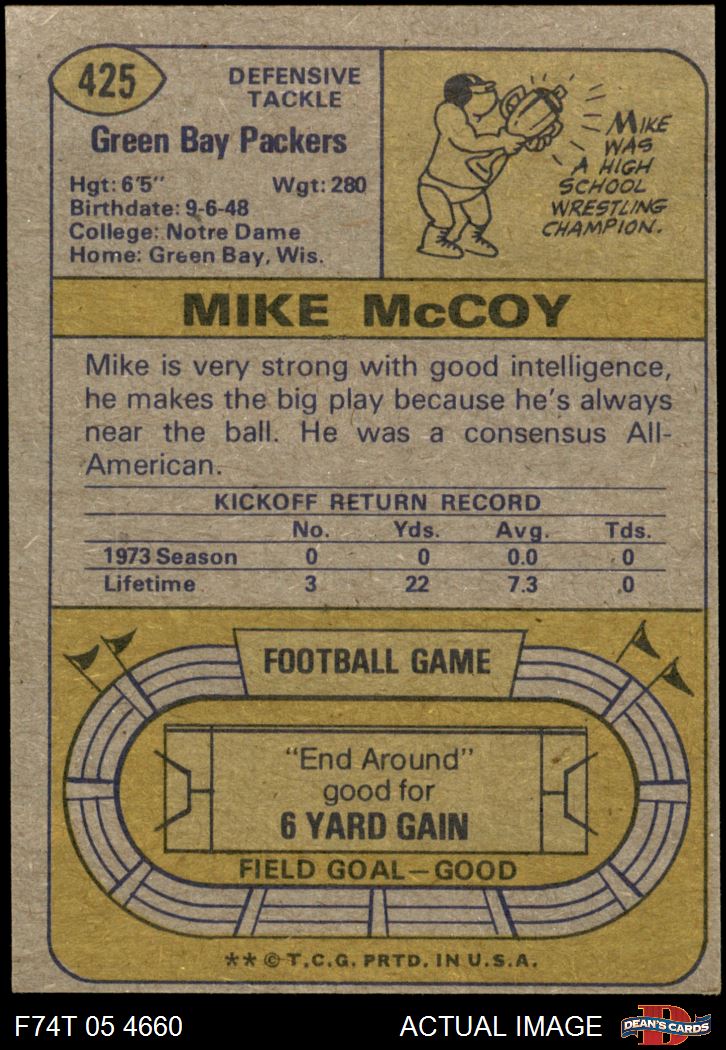 425
DEFENSIVE
TACKLE
Green Bay Packers
Hgt: 6'5" Wgt: 280
Birthdate: 9-6-48
College: Notre Dame
Home: Green Bay, Wis.
MIKE
WAS
A HIGH
SCHOOL
WRESTLING
CHAMPION.
MIKE McCOY
Mike is very strong with good intelligence,
he makes the big play because he's always
near the ball. He was a consensus All-
American.
KICKOFF RETURN RECORD
No. Yds. Avg. Tds.
1973 Season 0 0 0.0 0
Lifetime 3 22 7.3 0
FOOTBALL GAME
"End Around"
good for
6 YARD GAIN
FIELD GOAL—GOOD
** © T.C.G. PRTD. IN U.S.A.
F74T 05 4660 ACTUAL IMAGE
D
DEAN'S CARDS